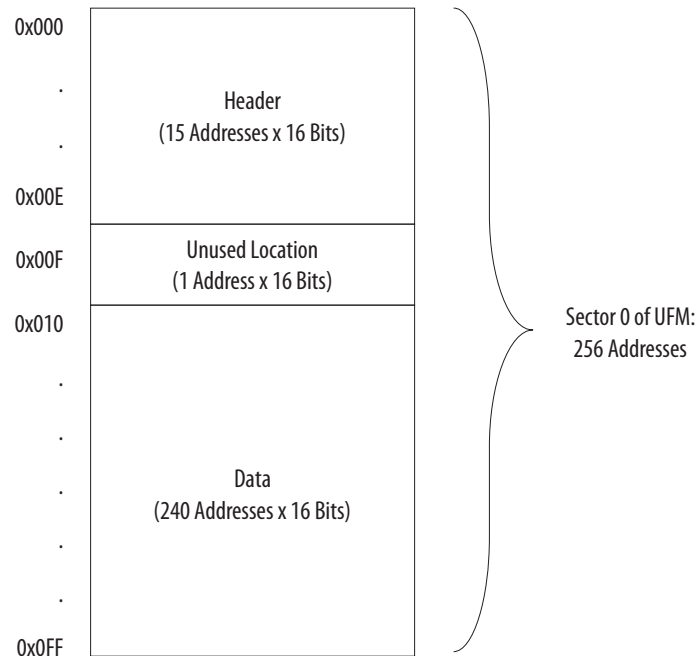 0x000
.
Header
(15 Addresses x 16 Bits)
.
0x00E
Unused Location
0x00F
(1 Address x 16 Bits)
0x010
Sector 0 of UFM:
256 Addresses
.
.
.
Data
(240 Addresses x 16 Bits)
.
.
0x0FF